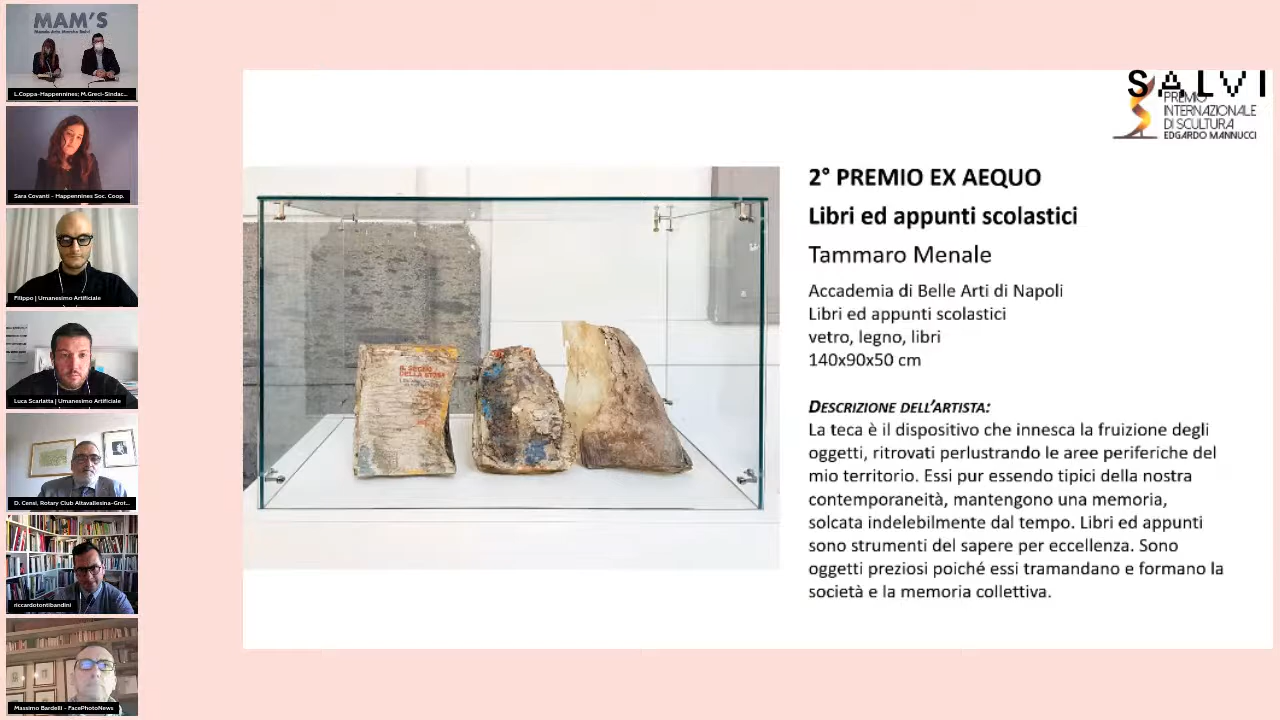 MAM'S
L.Coppa-Happennines; M.Greci-Sindac...
Sara Covanti - Happennines Soc. Coop.
Filippo | Umanesimo Artificiale
Luca Scarlatta | Umanesimo Artificiale
D. Censi, Rotary Club Altavallesina-Grot...
riccardotontibandini
Massimo Bardelli - FacePhotoNews
SALVI
PREMIO
INTERNAZIONALE
DI SCULTURA
EDGARDO MANNUCCI
IL SEGNO
2° PREMIO EX AEQUO
Libri ed appunti scolastici
Tammaro Menale
Accademia di Belle Arti di Napoli
Libri ed appunti scolastici
vetro, legno, libri
140x90x50 cm
DESCRIZIONE DELL'ARTISTA:
La teca è il dispositivo che innesca la fruizione degli
oggetti, ritrovati perlustrando le aree periferiche del
mio territorio. Essi pur essendo tipici della nostra
contemporaneità, mantengono una memoria,
solcata indelebilmente dal tempo. Libri ed appunti
sono strumenti del sapere per eccellenza. Sono
oggetti preziosi poiché essi tramandano e formano la
società e la memoria collettiva.